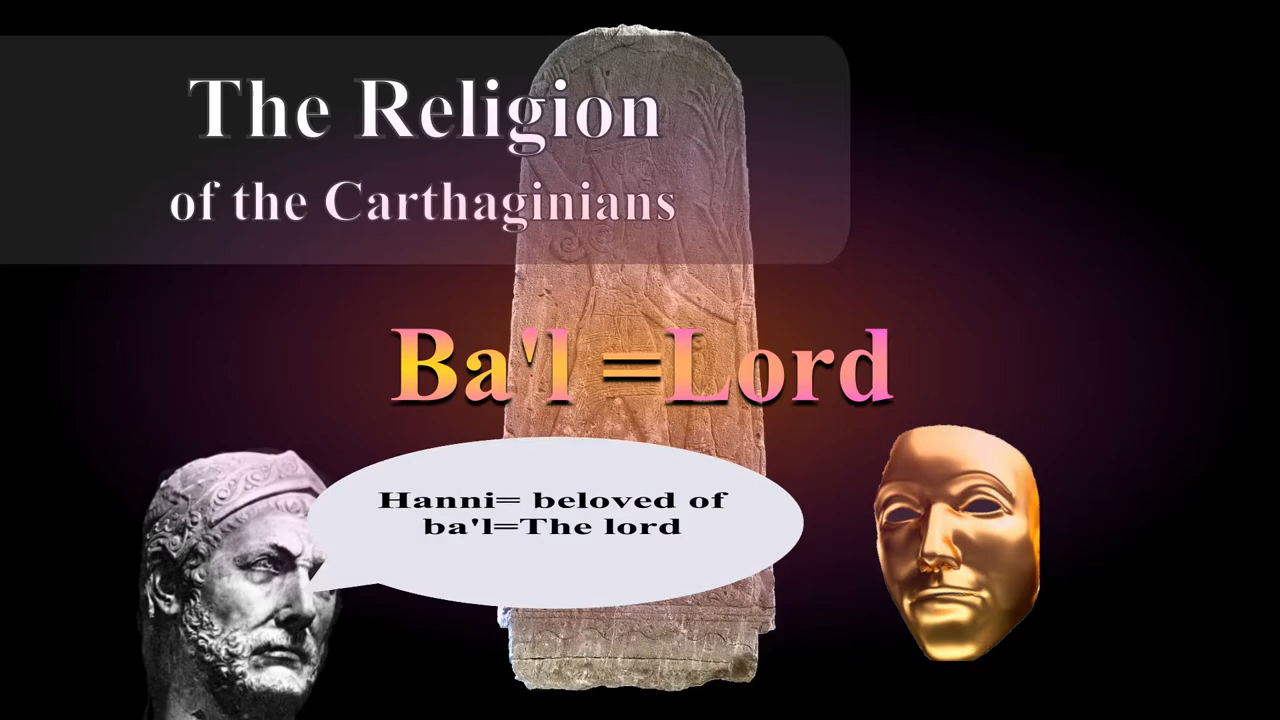 The Religion
of the Carthaginians
Ba'l =Lord
Hanni= beloved of
ba'l=The lord